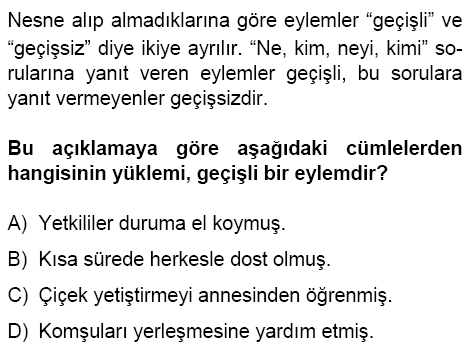 Nesne alıp almadıklarına göre eylemler “geçişli” ve
“geçişsiz” diye ikiye ayrılır. “Ne, kim, neyi, kimi” so-
rularına yanıt veren eylemler geçişli, bu sorulara
yanıt vermeyenler geçişsizdir.
Bu açıklamaya göre aşağıdaki cümlelerden
hangisinin yüklemi, geçişli bir eylemdir?
A) Yetkililer duruma el koymuş.
B) Kısa sürede herkesle dost olmuş.
C) Çiçek yetiştirmeyi annesinden öğrenmiş.
D) Komşuları yerleşmesine yardım etmiş.